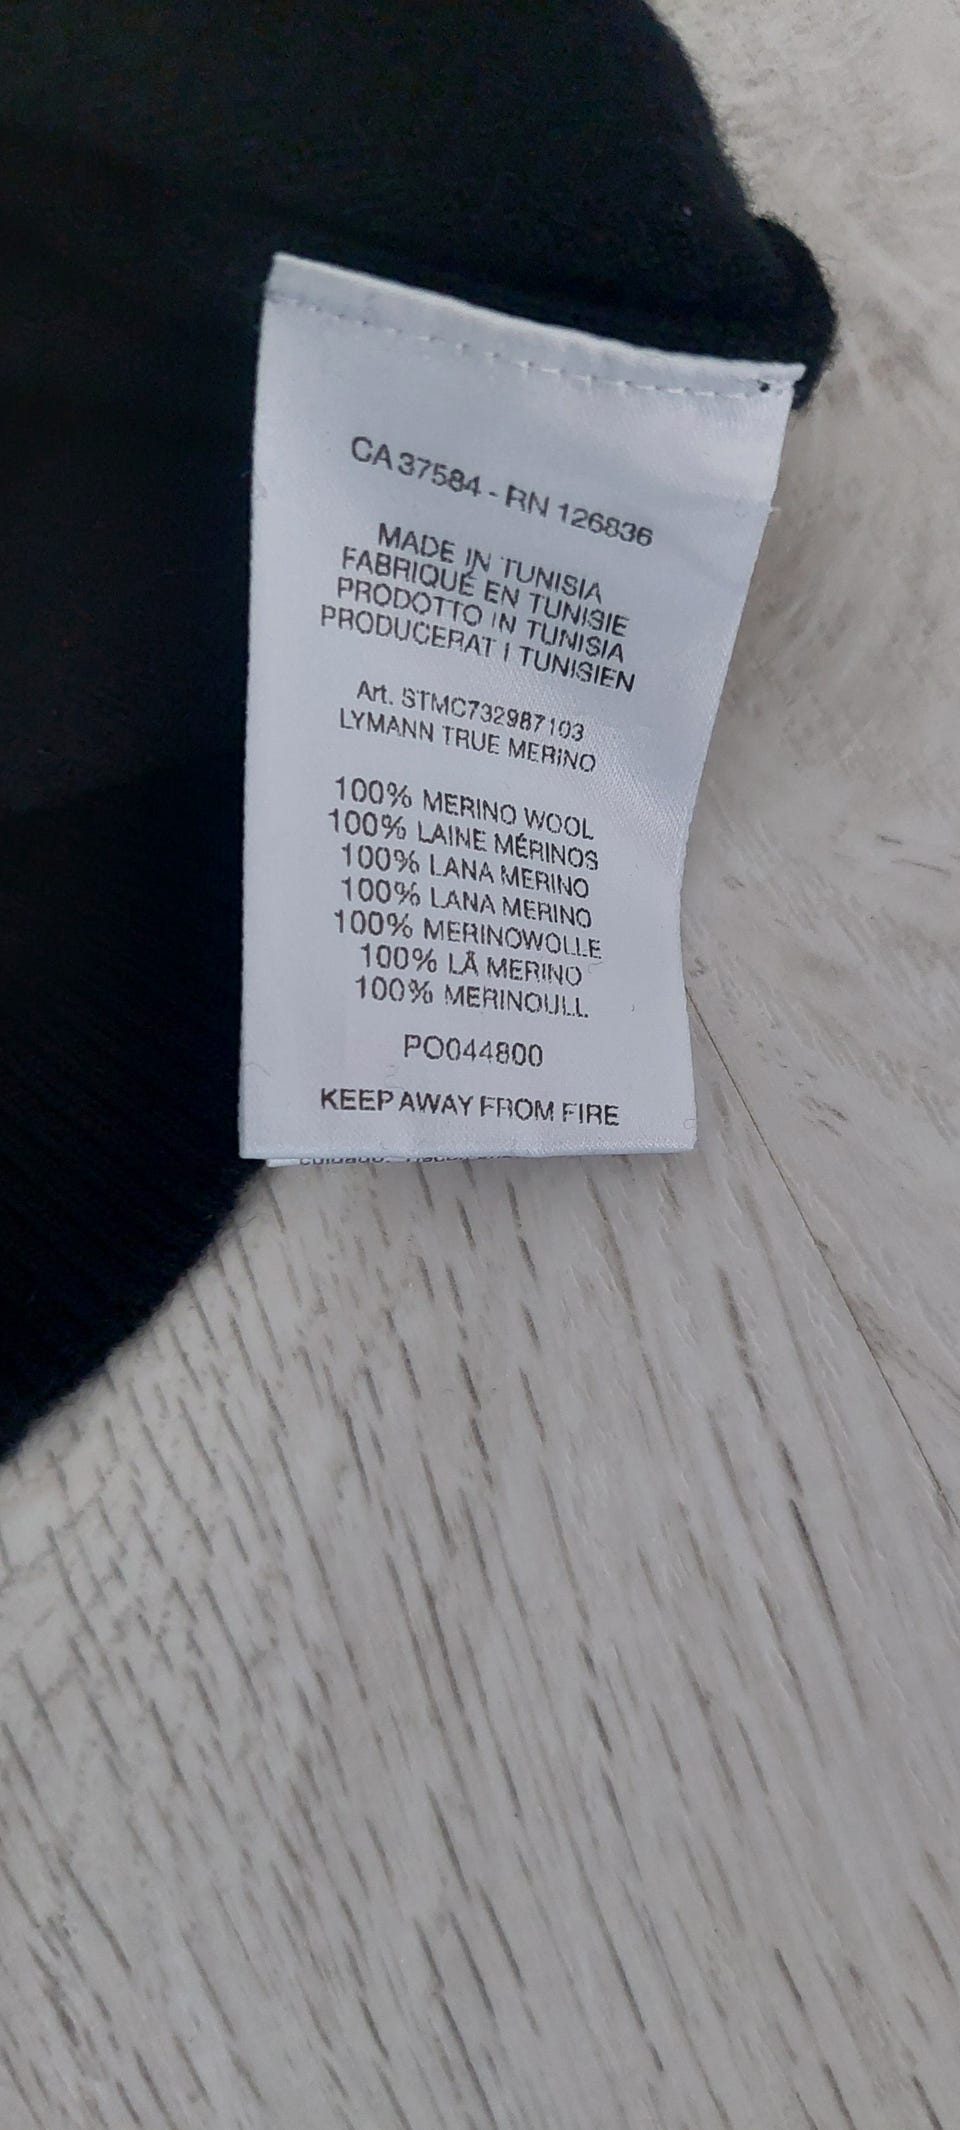 CA 37584 - RN 126836
MADE IN TUNISIA
FABRIQUÉ EN TUNISIE
PRODOTTO IN TUNISIA
PRODUCERAT I TUNISIEN
Art. STMC732987103
LYMANN TRUE MERINO
100% MERINO WOOL
100% LAINE MÉRINOS
100% LANA MERINO
100% LANA MERINO
100% MERINOWOLLE
100% LÃ MERINO
100% MERINOULL
PO044800
KEEP AWAY FROM FIRE
cuidado.